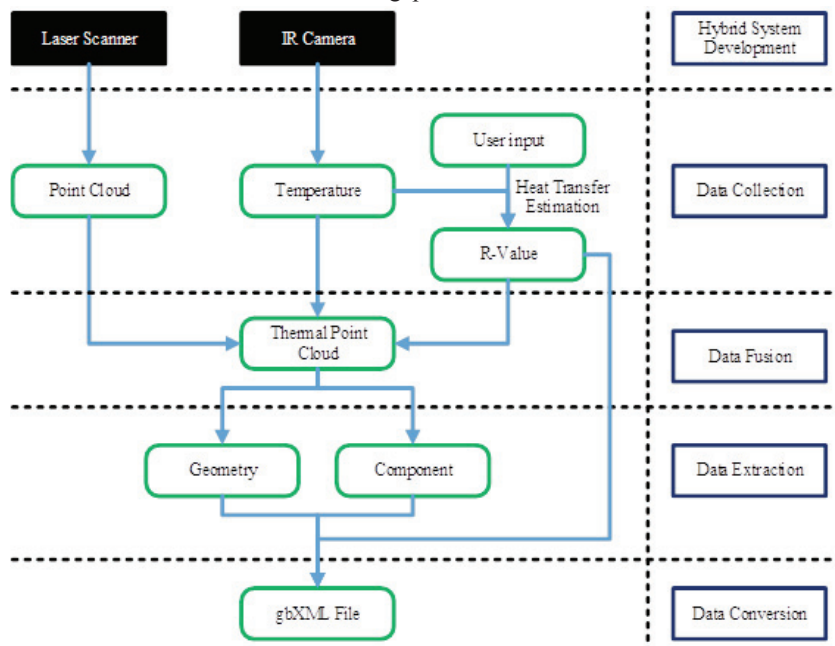 Laser Scanner
IR Camera
Hybrid System
Development
User input
Point Cloud
Temperature
Heat Transfer
Estimation
Data Collection
R-Value
Thermal Point
Cloud
Data Fusion
Geometry
Component
Data Extraction
gbXML File
Data Conversion